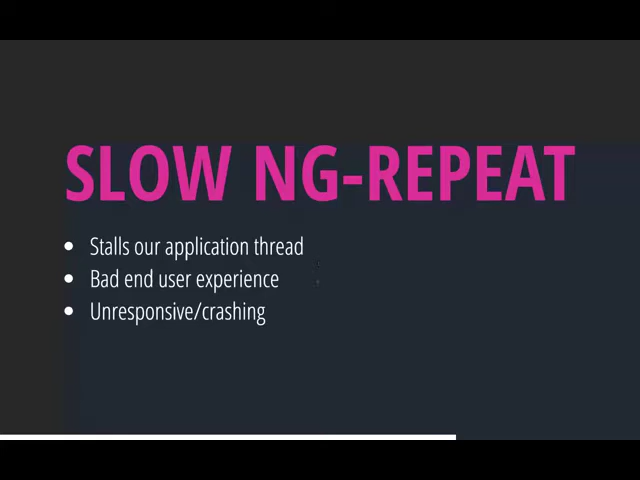 SLOW NG-REPEAT
Stalls our application thread
Bad end user experience
Unresponsive/crashing